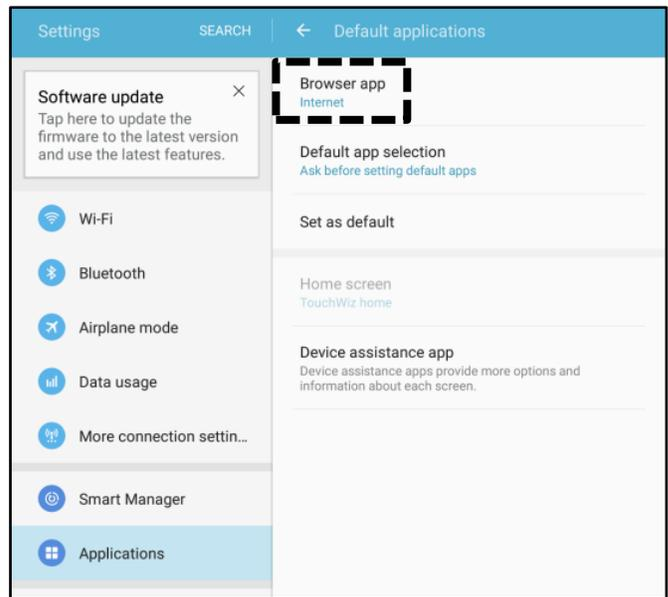 Settings
SEARCH
Default applications
Software update
Tap here to update the
firmware to the latest version
and use the latest features.
Wi-Fi
Bluetooth
Airplane mode
Data usage
More connection settin...
Smart Manager
Applications
Browser app
Internet
Default app selection
Ask before setting default apps
Set as default
Home screen
TouchWiz home
Device assistance app
Device assistance apps provide more options and
information about each screen.